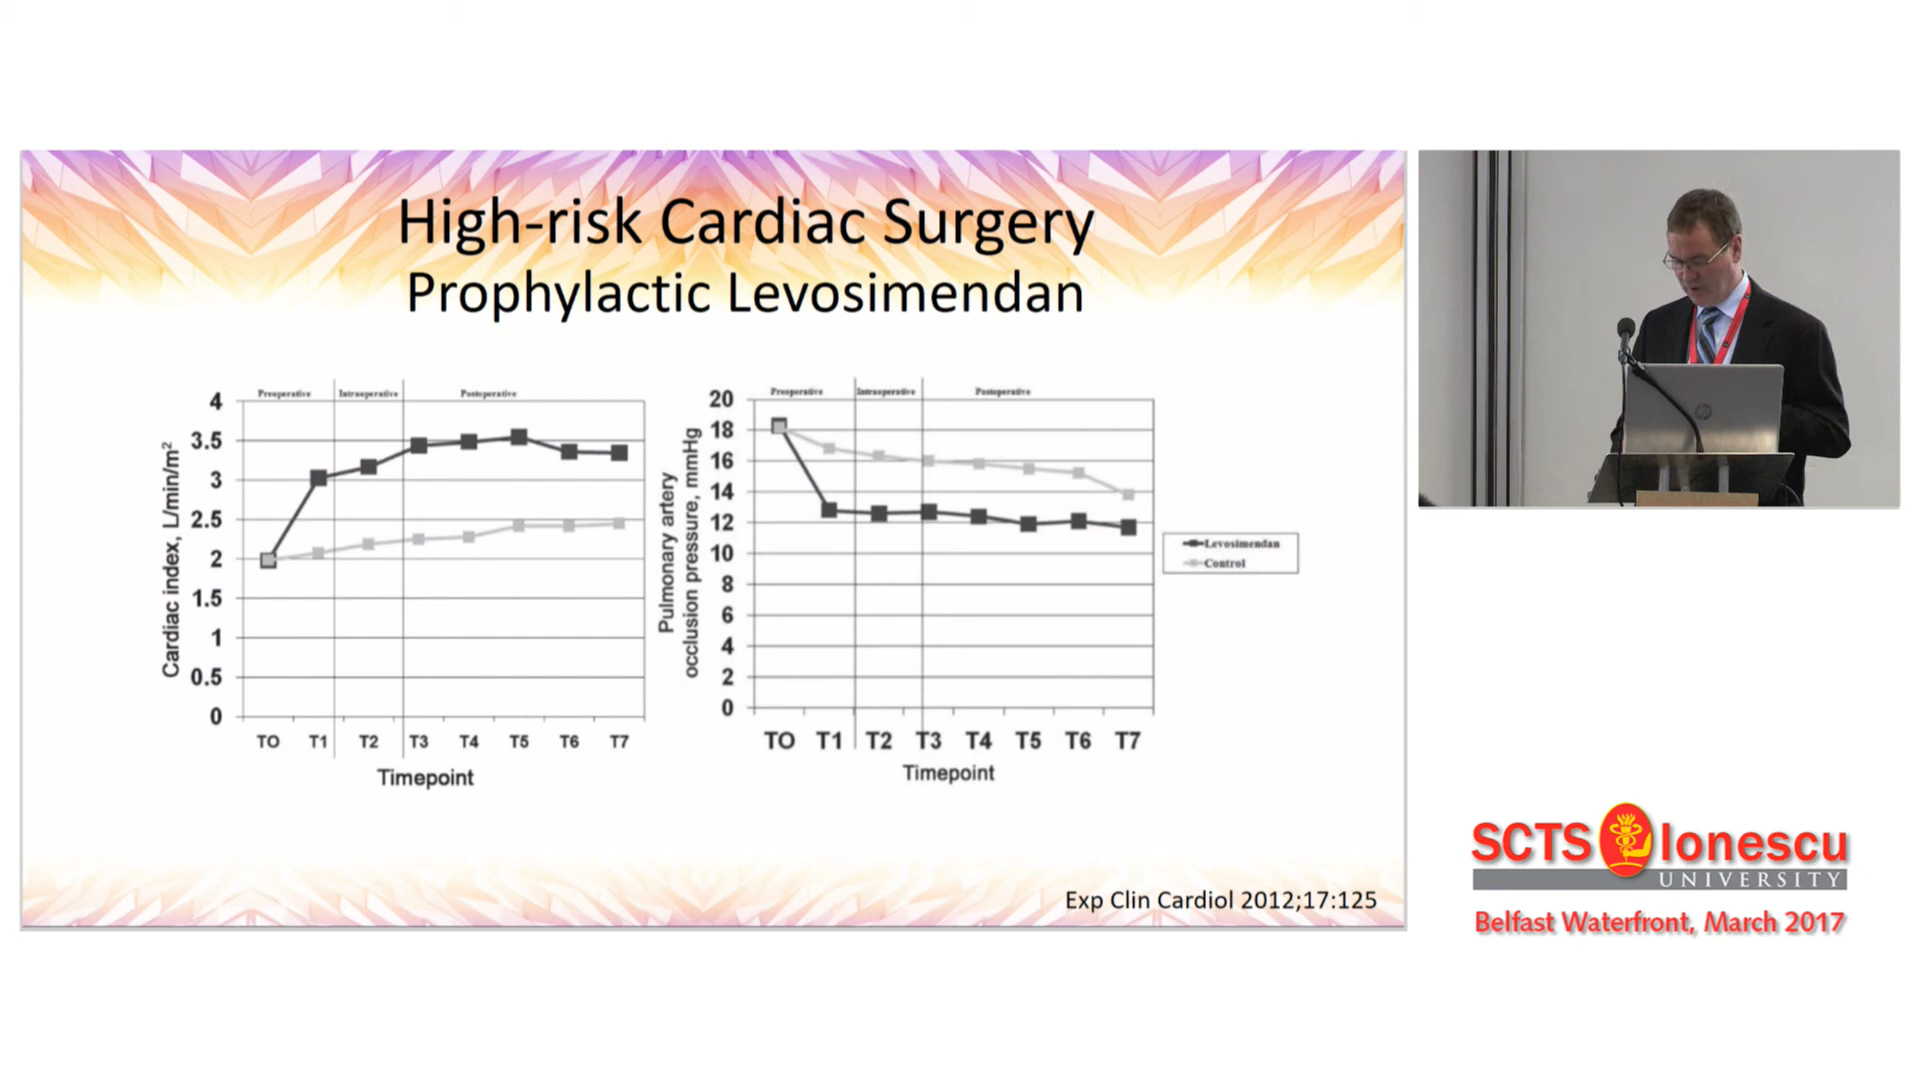 High-risk Cardiac Surgery
Prophylactic Levosimendan
Preoperative Intraoperative Postoperative
4
3.5
3
2.5
2
1.5
1
0.5
0
Cardiac index, L/min/m²
TO T1 T2 T3 T4 T5 T6 T7
Timepoint
Preoperative Intraoperative Postoperative
20
18
16
14
12
10
8
6
4
2
0
Pulmonary artery
occlusion pressure, mmHg
TO T1 T2 T3 T4 T5 T6 T7
Timepoint
Levosimendan
Control
Exp Clin Cardiol 2012;17:125
hp
SCTS Ionescu
UNIVERSITY
Belfast Waterfront, March 2017